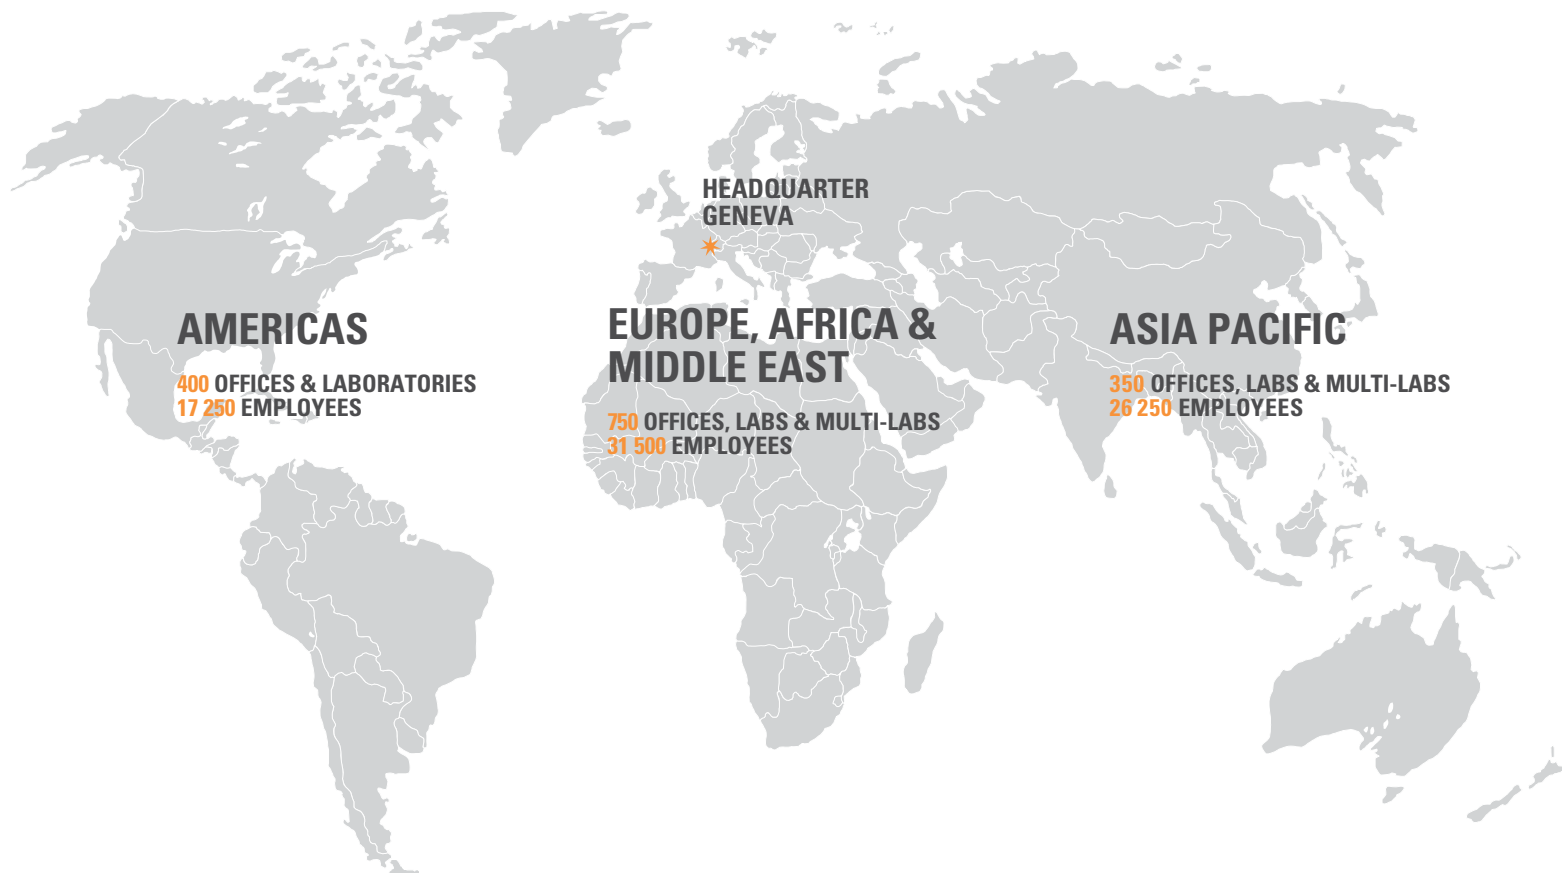 HEADQUARTER
GENEVA
AMERICAS
400 OFFICES & LABORATORIES
17 250 EMPLOYEES
EUROPE, AFRICA &
MIDDLE EAST
750 OFFICES, LABS & MULTI-LABS
31 500 EMPLOYEES
ASIA PACIFIC
350 OFFICES, LABS & MULTI-LABS
26 250 EMPLOYEES